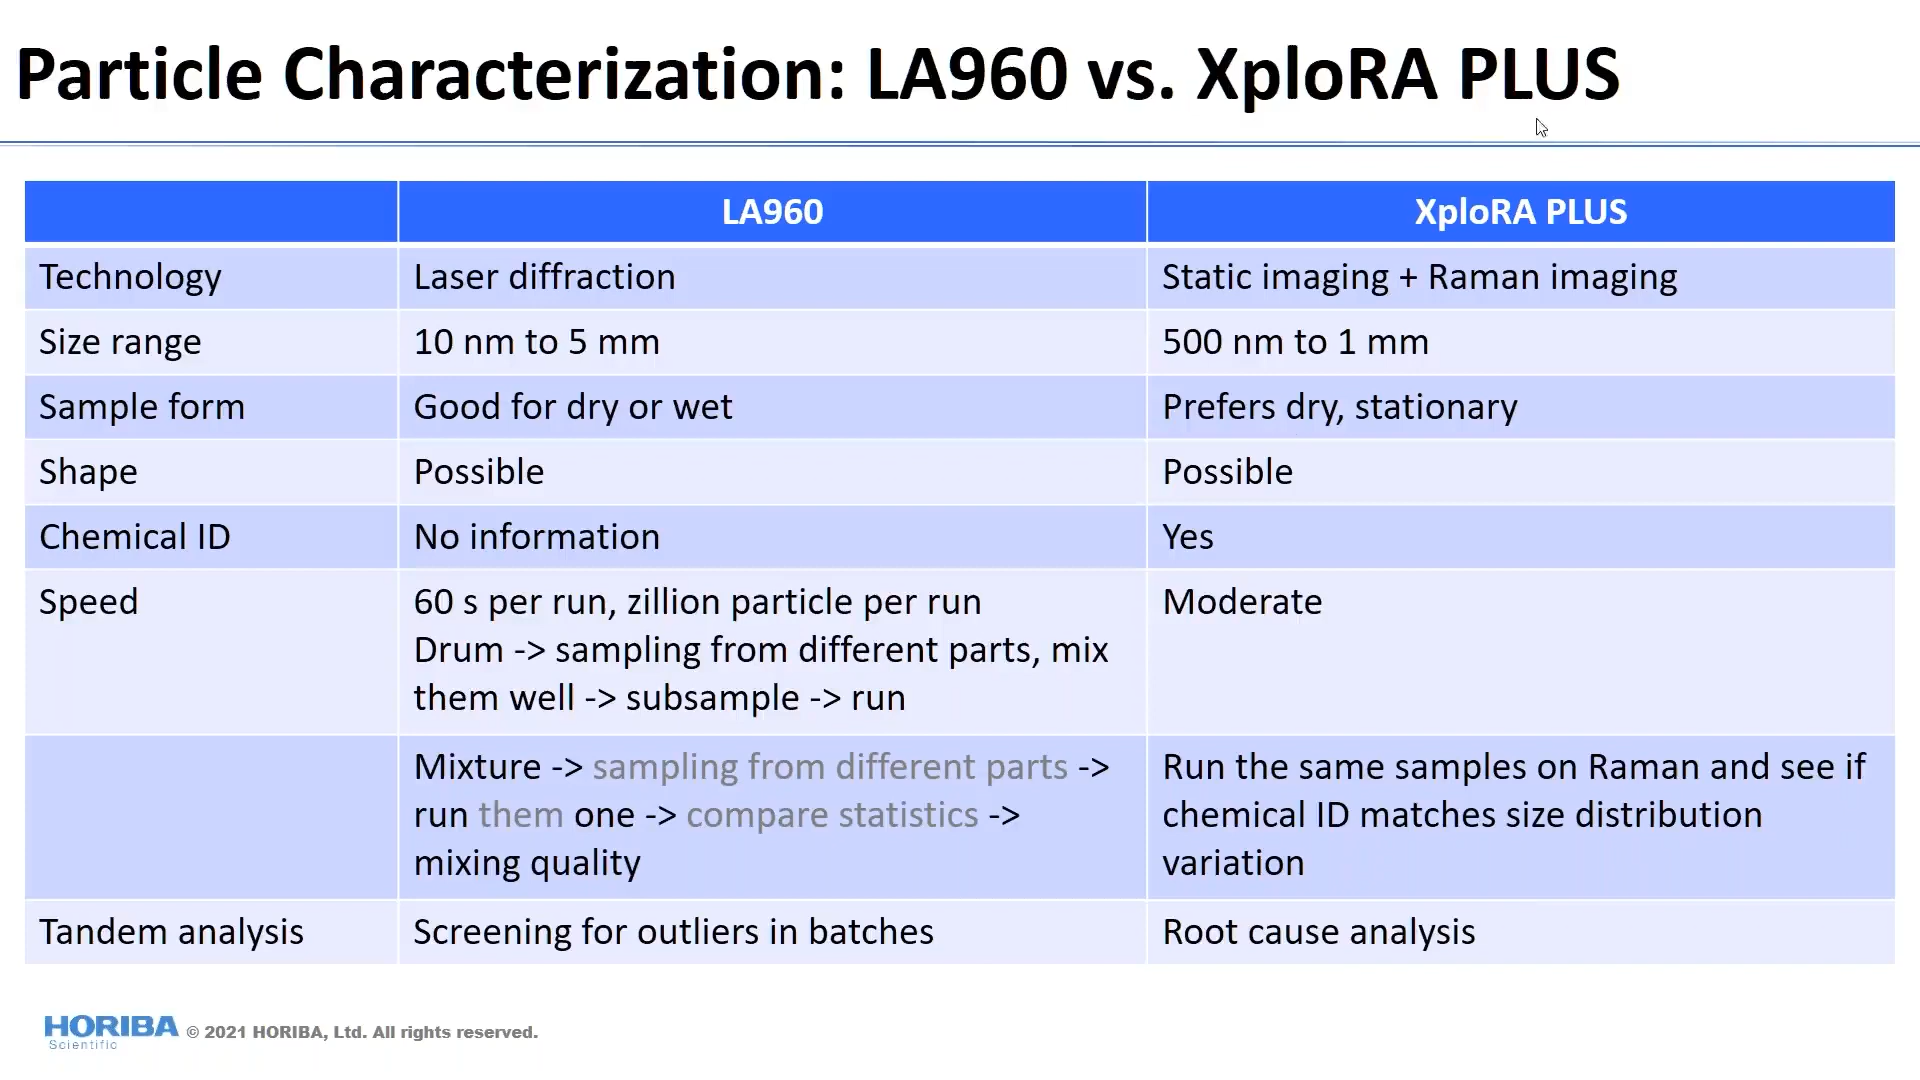 Particle Characterization: LA960 vs. XploRA PLUS
LA960
XploRA PLUS
Technology
Laser diffraction
Static imaging + Raman imaging
Size range
10 nm to 5 mm
500 nm to 1 mm
Sample form
Good for dry or wet
Prefers dry, stationary
Shape
Possible
Possible
Chemical ID
No information
Yes
Speed
60 s per run, zillion particle per run
Drum -> sampling from different parts, mix
them well -> subsample -> run
Moderate
Mixture -> sampling from different parts ->
run them one -> compare statistics ->
mixing quality
Run the same samples on Raman and see if
chemical ID matches size distribution
variation
Tandem analysis
Screening for outliers in batches
Root cause analysis
HORIBA
Scientific
© 2021 HORIBA, Ltd. All rights reserved.